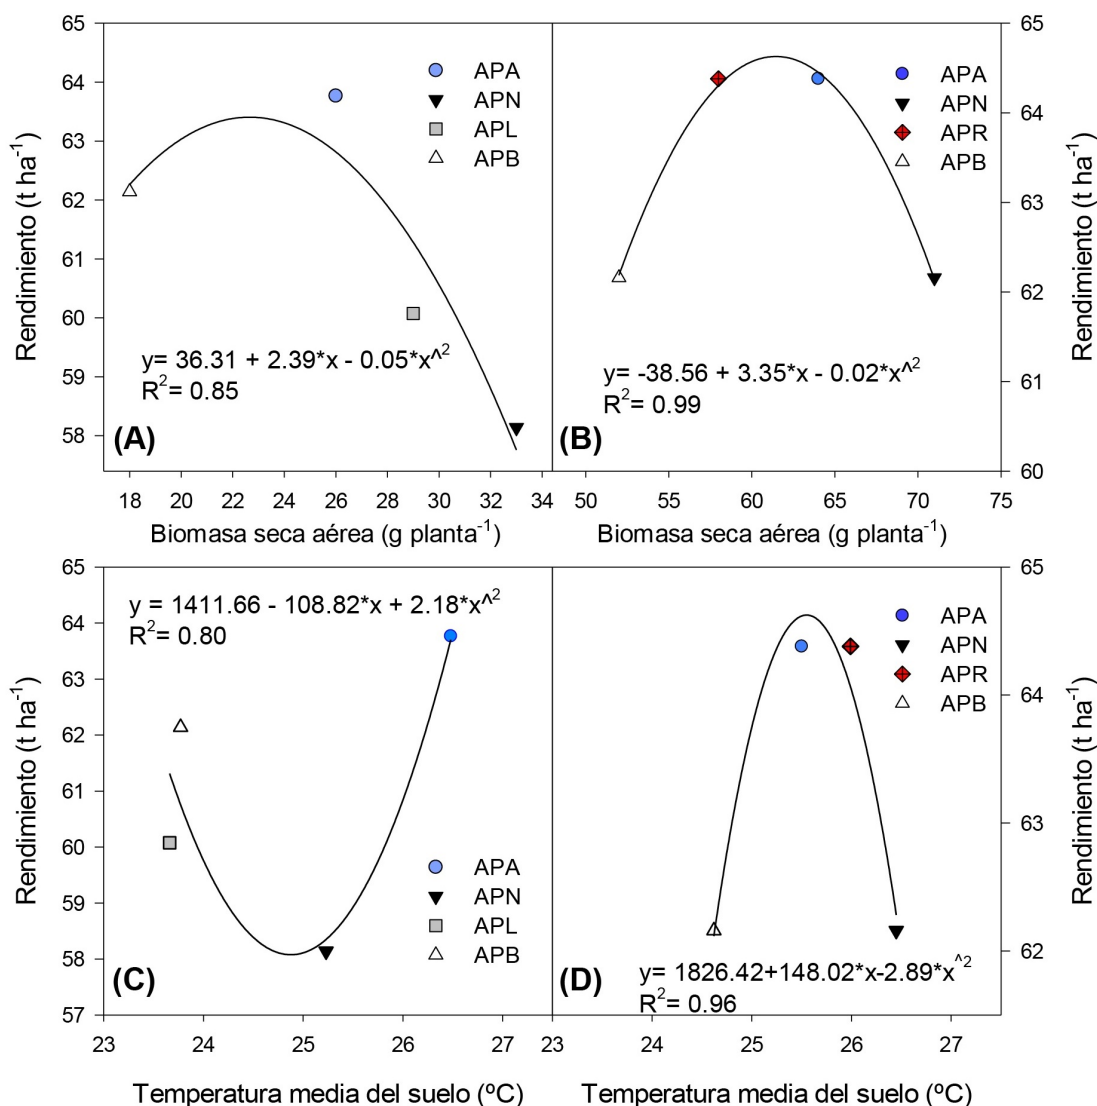 65
64
63
62
61
60
59
58
Rendimiento (t ha-1)
APA
APN
APL
APB
y= 36.31 + 2.39*x - 0.05*x^2
R2= 0.85
(A)
18 20 22 24 26 28 30 32 34
Biomasa seca aérea (g planta-1)
APA
APN
APR
APB
y= -38.56 + 3.35*x - 0.02*x^2
R2= 0.99
(B)
50 55 60 65 70 75
Biomasa seca aérea (g planta-1)
65
64
63
62
61
60
Rendimiento (t ha-1)
65
64
63
62
61
60
59
58
57
Rendimiento (t ha-1)
y = 1411.66 - 108.82*x + 2.18*x^2
R2= 0.80
APA
APN
APL
APB
(C)
23 24 25 26 23
Temperatura media del suelo (ºC)
APA
APN
APR
APB
y= 1826.42+148.02*x-2.89*x^2
R2= 0.96
(D)
24 25 26 27
Temperatura media del suelo (ºC)
65
64
63
62
Rendimiento (t ha-1)